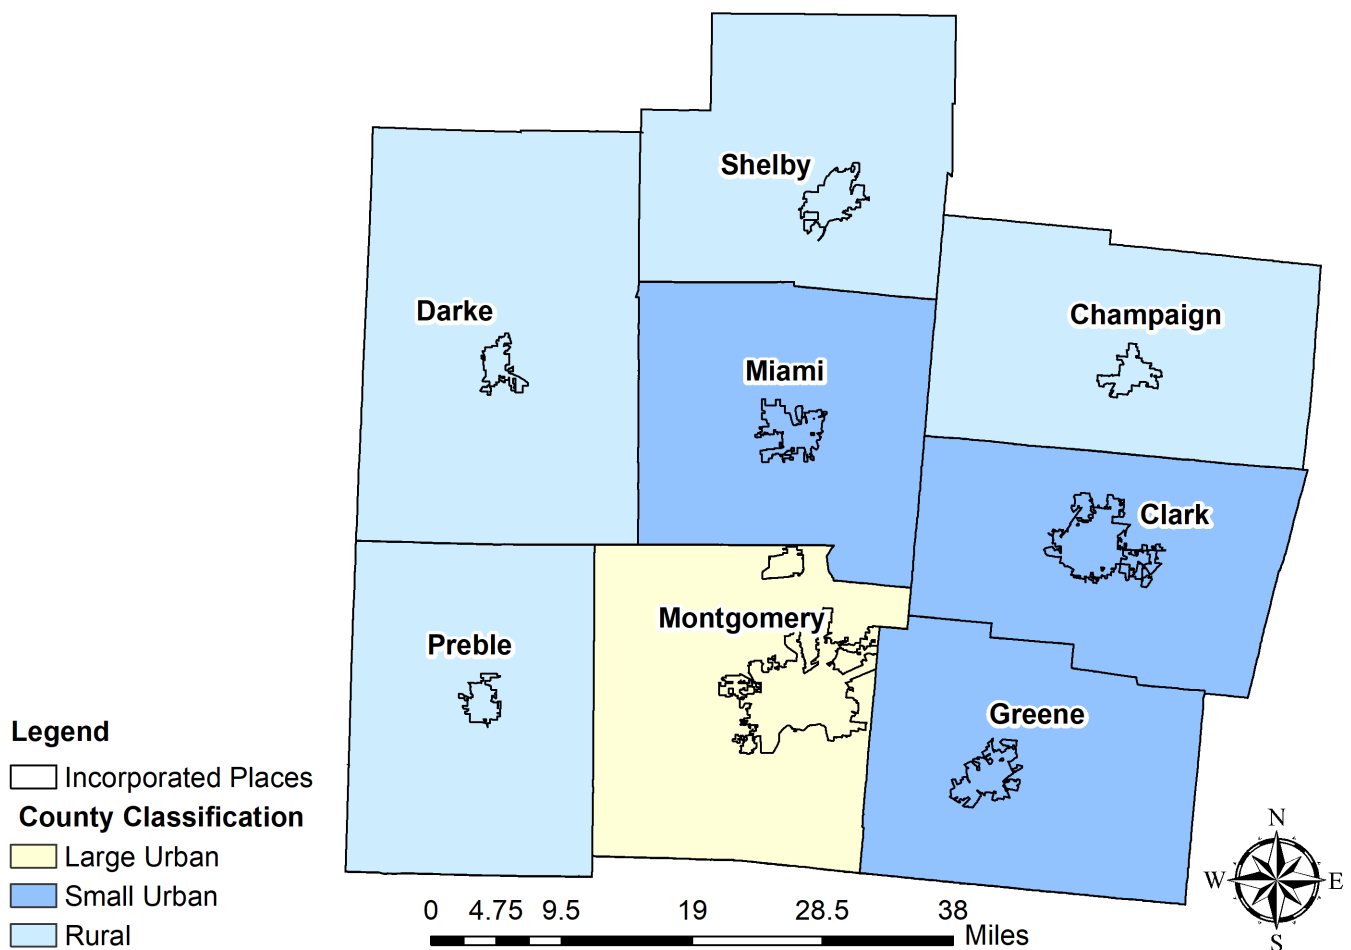 Shelby
Darke
Champaign
Miami
Clark
Montgomery
Preble
Greene
Legend
Incorporated Places
County Classification
Large Urban
Small Urban
Rural
0 4.75 9.5 19 28.5 38
Miles
N
W E
S